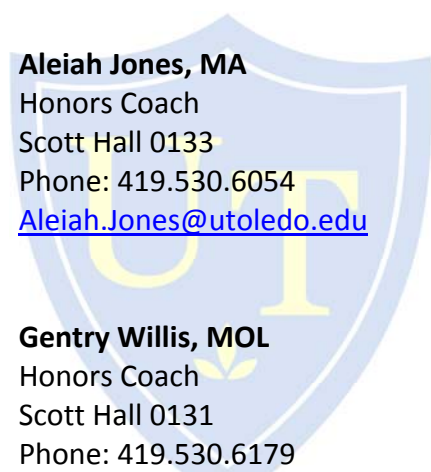 Aleiah Jones, MA
Honors Coach
Scott Hall 0133
Phone: 419.530.6054
Aleiah.Jones@utoledo.edu
UT
Gentry Willis, MOL
Honors Coach
Scott Hall 0131
Phone: 419.530.6179